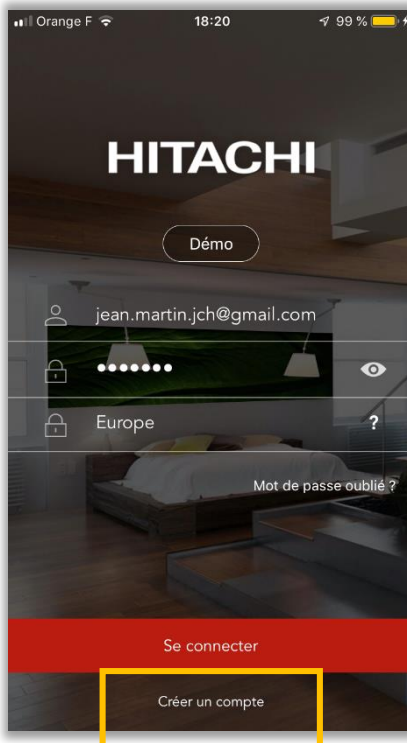 Orange F 18:20 99 %
HITACHI
Démo
jean.martin.jch@gmail.com
•••••••
Europe ?
Mot de passe oublié ?
Se connecter
Créer un compte